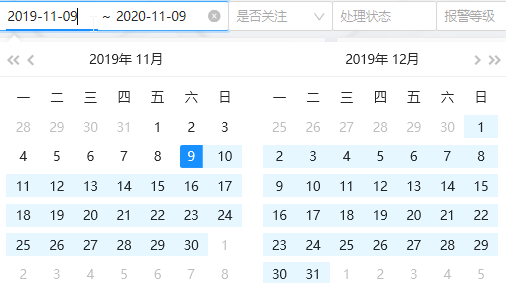 2019-11-09 ~ 2020-11-09 是否关注 处理状态 报警等级
2019年 11月 2019年 12月
一 二 三 四 五 六 日 一 二 三 四 五 六 日
28 29 30 31 1 2 3 25 26 27 28 29 30 1
4 5 6 7 8 9 10 2 3 4 5 6 7 8
11 12 13 14 15 16 17 9 10 11 12 13 14 15
18 19 20 21 22 23 24 16 17 18 19 20 21 22
25 26 27 28 29 30 1 23 24 25 26 27 28 29
2 3 4 5 6 7 8 30 31 1 2 3 4 5